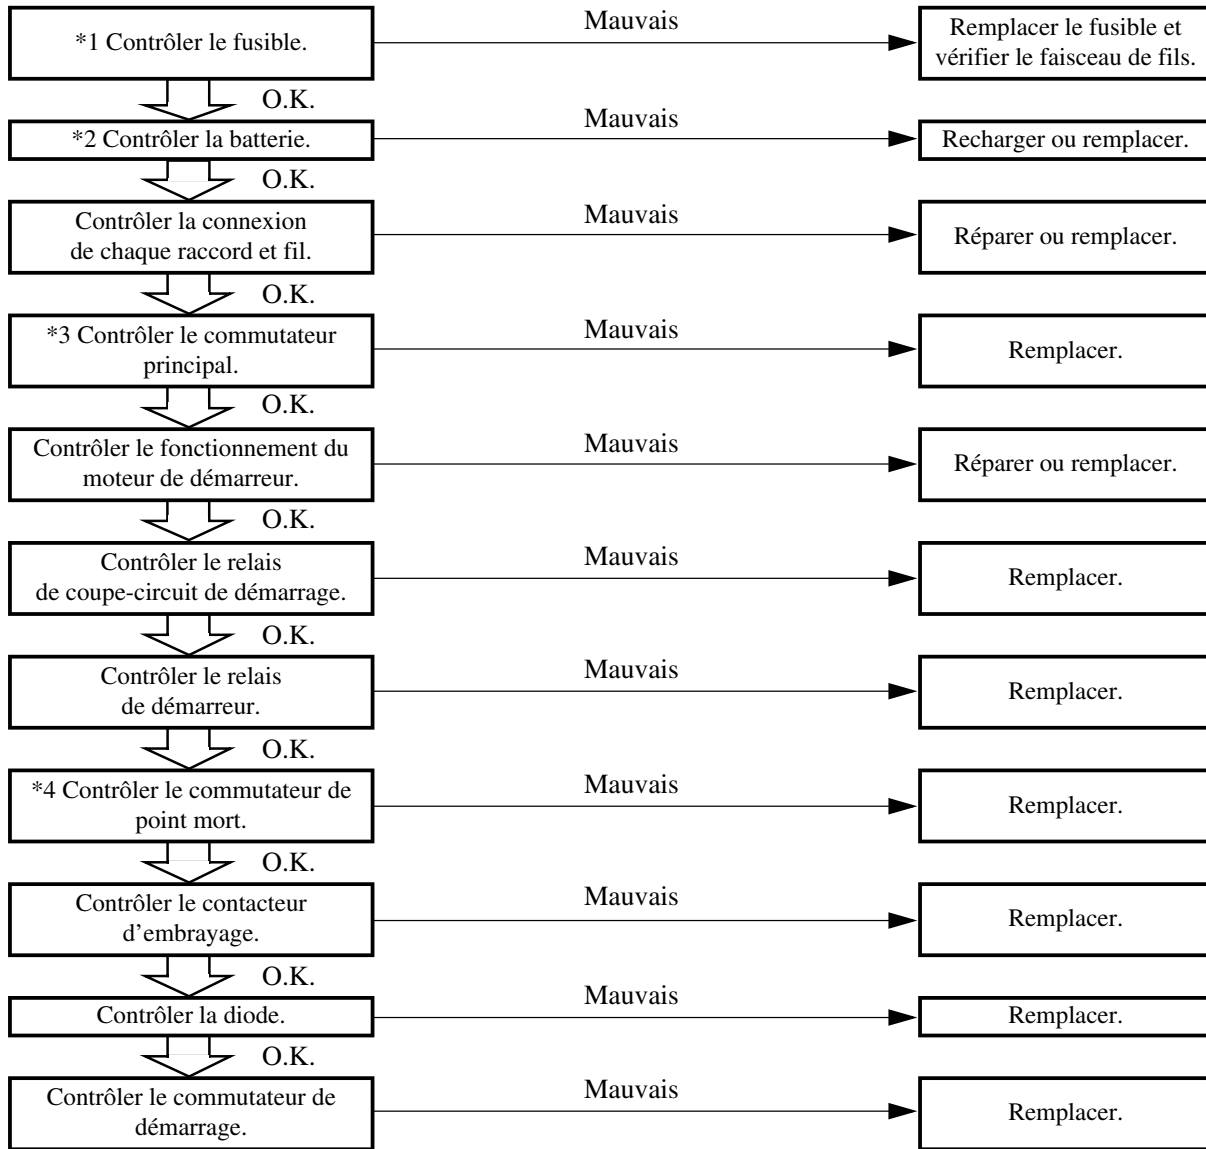 *1 Contrôler le fusible.
Mauvais
Remplacer le fusible et
vérifier le faisceau de fils.
O.K.
*2 Contrôler la batterie.
Mauvais
Recharger ou remplacer.
O.K.
Contrôler la connexion
de chaque raccord et fil.
Mauvais
Réparer ou remplacer.
O.K.
*3 Contrôler le commutateur
principal.
Mauvais
Remplacer.
O.K.
Contrôler le fonctionnement du
moteur de démarreur.
Mauvais
Réparer ou remplacer.
O.K.
Contrôler le relais
de coupe-circuit de démarrage.
Mauvais
Remplacer.
O.K.
Contrôler le relais
de démarreur.
Mauvais
Remplacer.
O.K.
*4 Contrôler le commutateur de
point mort.
Mauvais
Remplacer.
O.K.
Contrôler le contacteur
d’embrayage.
Mauvais
Remplacer.
O.K.
Contrôler la diode.
Mauvais
Remplacer.
O.K.
Contrôler le commutateur de
démarrage.
Mauvais
Remplacer.